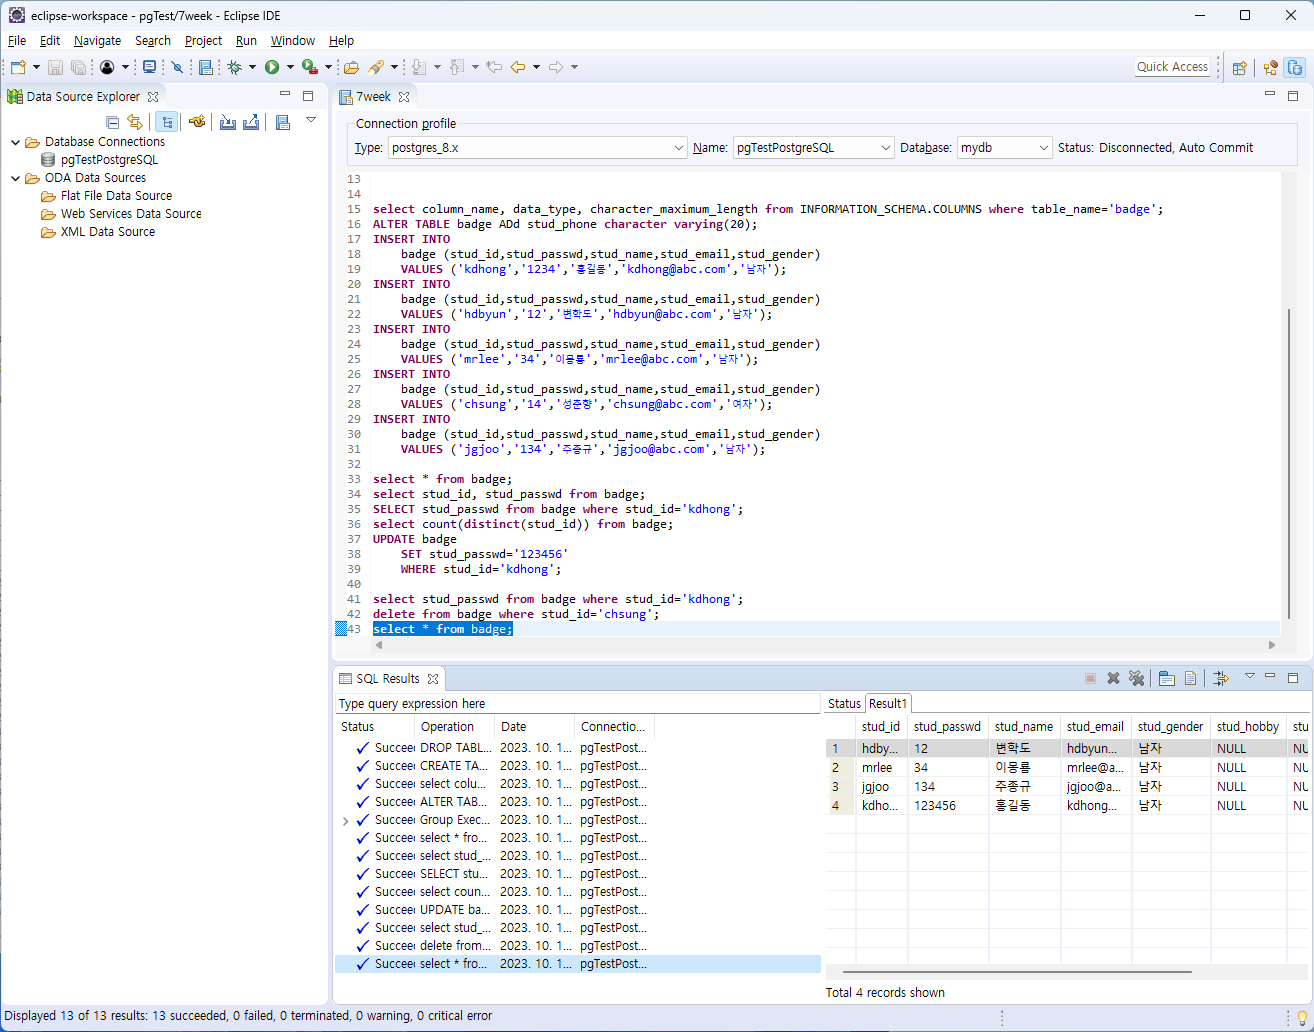 eclipse-workspace - pgTest/7week - Eclipse IDE
File Edit Navigate Search Project Run Window Help
Quick Access
Data Source Explorer
Database Connections
pgTestPostgreSQL
ODA Data Sources
Flat File Data Source
Web Services Data Source
XML Data Source
7week
Connection profile
Type: postgres_8.x Name: pgTestPostgreSQL Database: mydb Status: Disconnected, Auto Commit
13
14
15 select column_name, data_type, character_maximum_length from INFORMATION_SCHEMA.COLUMNS where table_name='badge';
16 ALTER TABLE badge ADd stud_phone character varying(20);
17 INSERT INTO
18 badge (stud_id,stud_passwd,stud_name,stud_email,stud_gender)
19 VALUES ('kdhong','1234','홍길동','kdhong@abc.com','남자');
20 INSERT INTO
21 badge (stud_id,stud_passwd,stud_name,stud_email,stud_gender)
22 VALUES ('hdbyun','12','변학도','hdbyun@abc.com','남자');
23 INSERT INTO
24 badge (stud_id,stud_passwd,stud_name,stud_email,stud_gender)
25 VALUES ('mrlee','34','이몽룡','mrlee@abc.com','남자');
26 INSERT INTO
27 badge (stud_id,stud_passwd,stud_name,stud_email,stud_gender)
28 VALUES ('chsung','14','성춘향','chsung@abc.com','여자');
29 INSERT INTO
30 badge (stud_id,stud_passwd,stud_name,stud_email,stud_gender)
31 VALUES ('jgjoo','134','주종규','jgjoo@abc.com','남자');
32
33 select * from badge;
34 select stud_id, stud_passwd from badge;
35 SELECT stud_passwd from badge where stud_id='kdhong';
36 select count(distinct(stud_id)) from badge;
37 UPDATE badge
38 SET stud_passwd='123456'
39 WHERE stud_id='kdhong';
40
41 select stud_passwd from badge where stud_id='kdhong';
42 delete from badge where stud_id='chsung';
43 select * from badge;
SQL Results
Type query expression here
Status Operation Date Connectio...
Succee DROP TABL... 2023. 10. 1... pgTestPost...
Succee CREATE TA... 2023. 10. 1... pgTestPost...
Succee select colu... 2023. 10. 1... pgTestPost...
Succee ALTER TAB... 2023. 10. 1... pgTestPost...
Succee Group Exec... 2023. 10. 1... pgTestPost...
Succee select * fro... 2023. 10. 1... pgTestPost...
Succee select stud_... 2023. 10. 1... pgTestPost...
Succee SELECT stu... 2023. 10. 1... pgTestPost...
Succee select coun... 2023. 10. 1... pgTestPost...
Succee UPDATE ba... 2023. 10. 1... pgTestPost...
Succee select stud_... 2023. 10. 1... pgTestPost...
Succee delete from... 2023. 10. 1... pgTestPost...
Succee select * fro... 2023. 10. 1... pgTestPost...
Status Result1
stud_id stud_passwd stud_name stud_email stud_gender stud_hobby stu
1 hdby... 12 변학도 hdbyun... 남자 NULL NU
2 mrlee 34 이몽룡 mrlee@a... 남자 NULL NU
3 jgjoo 134 주종규 jgjoo@a... 남자 NULL NU
4 kdho... 123456 홍길동 kdhong... 남자 NULL NU
Total 4 records shown
Displayed 13 of 13 results: 13 succeeded, 0 failed, 0 terminated, 0 warning, 0 critical error